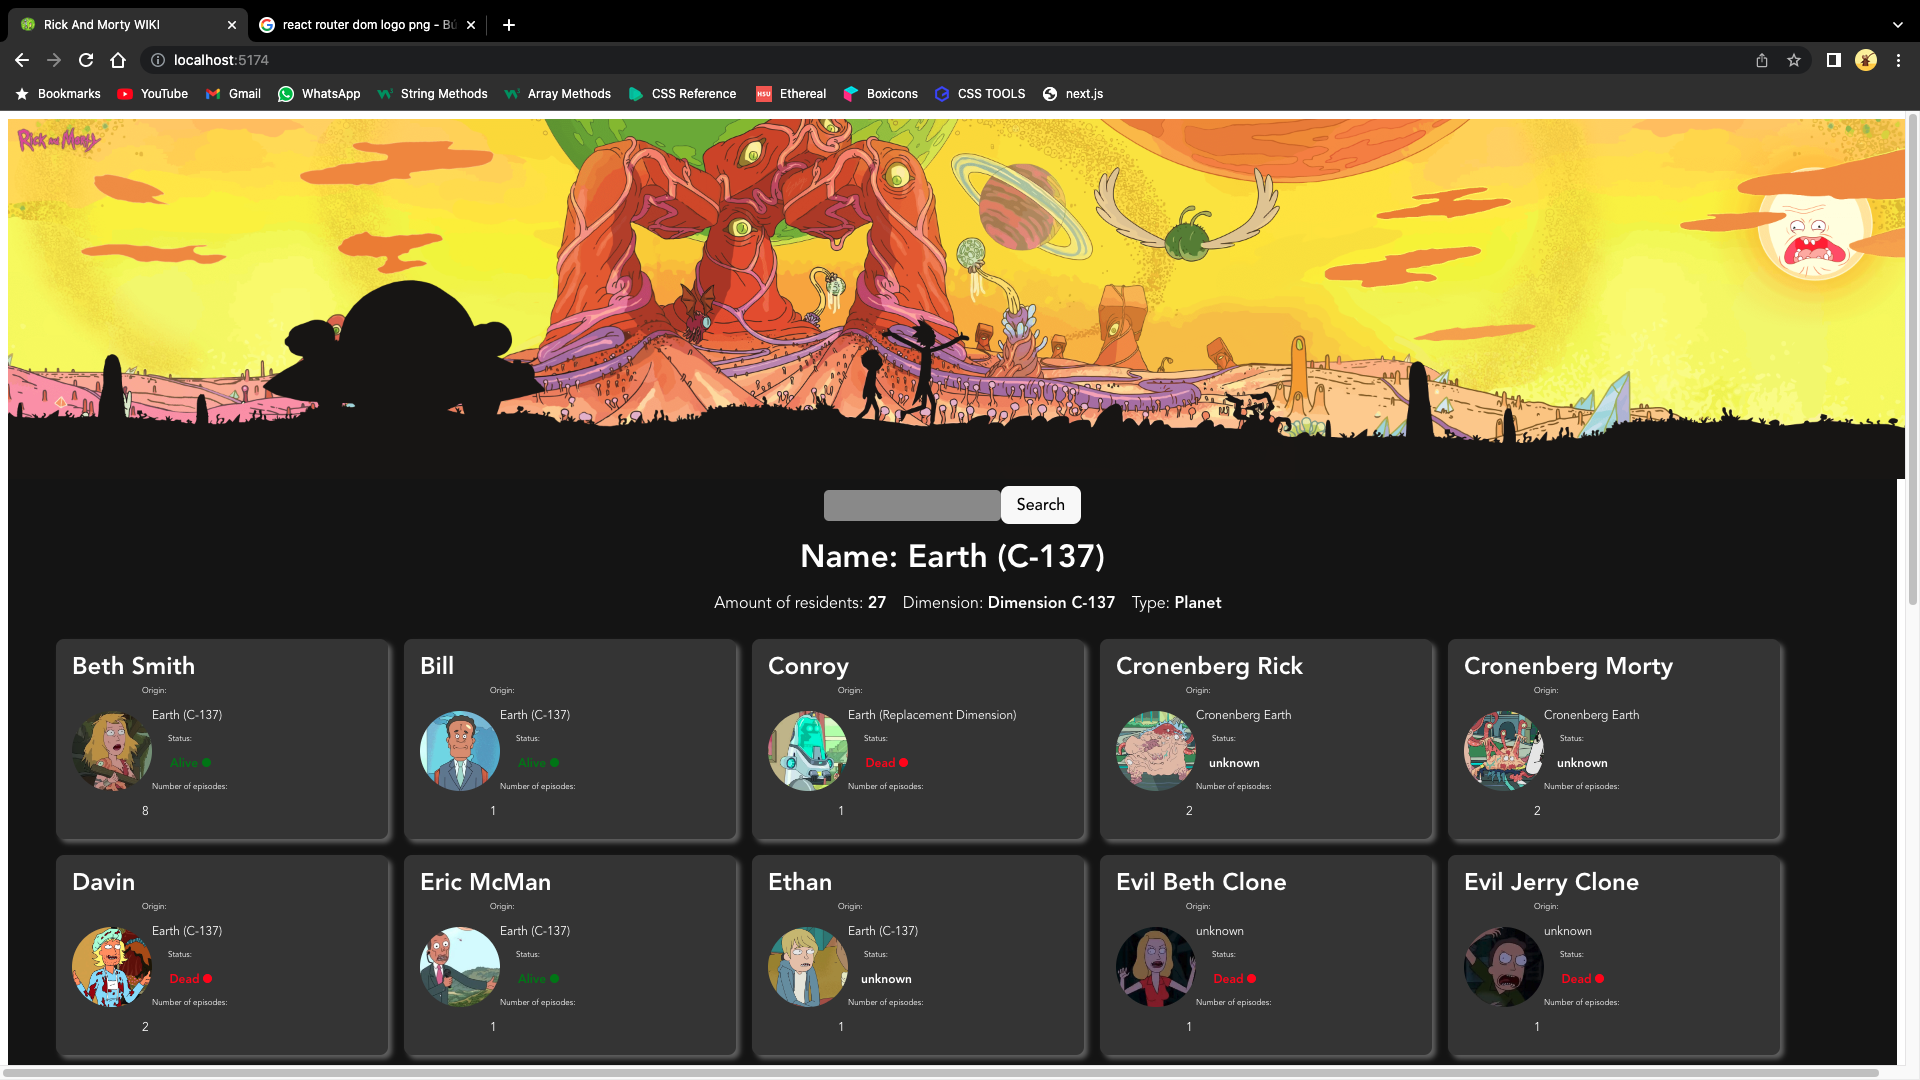 Rick And Morty WIKI
react router dom logo png - Bú
localhost:5174
Bookmarks YouTube Gmail WhatsApp String Methods Array Methods CSS Reference HSU Ethereal Boxicons CSS TOOLS next.js
Rick and Morty
Search
Name: Earth (C-137)
Amount of residents: 27 Dimension: Dimension C-137 Type: Planet
Beth Smith
Origin:
Earth (C-137)
Status:
Alive
Number of episodes:
8
Bill
Origin:
Earth (C-137)
Status:
Alive
Number of episodes:
1
Conroy
Origin:
Earth (Replacement Dimension)
Status:
Dead
Number of episodes:
1
Cronenberg Rick
Origin:
Cronenberg Earth
Status:
unknown
Number of episodes:
2
Cronenberg Morty
Origin:
Cronenberg Earth
Status:
unknown
Number of episodes:
2
Davin
Origin:
Earth (C-137)
Status:
Dead
Number of episodes:
2
Eric McMan
Origin:
Earth (C-137)
Status:
Alive
Number of episodes:
1
Ethan
Origin:
Earth (C-137)
Status:
unknown
Number of episodes:
1
Evil Beth Clone
Origin:
unknown
Status:
Dead
Number of episodes:
1
Evil Jerry Clone
Origin:
unknown
Status:
Dead
Number of episodes:
1